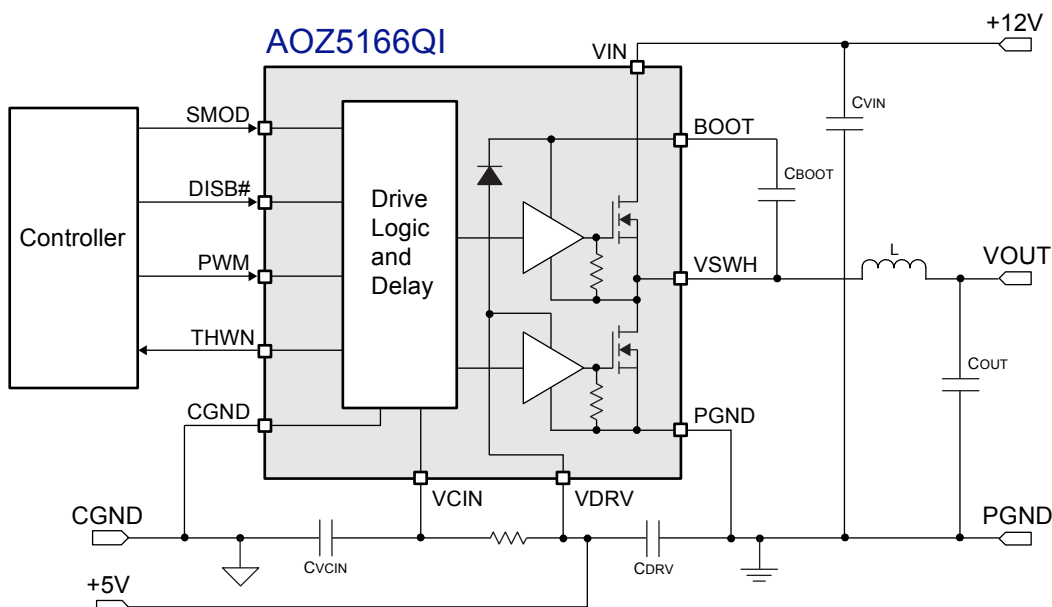 AOZ5166QI
+12V
VIN
SMOD
CVIN
BOOT
CBOOT
DISB#
Drive
Logic
and
Delay
Controller
L
PWM
VSWH
VOUT
THWN
COUT
CGND
PGND
VCIN
VDRV
CGND
PGND
CVCIN
CDRV
+5V